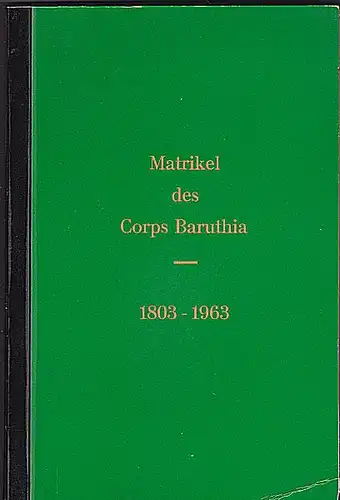 Matrikel
des
Corps Baruthia
1803 - 1963